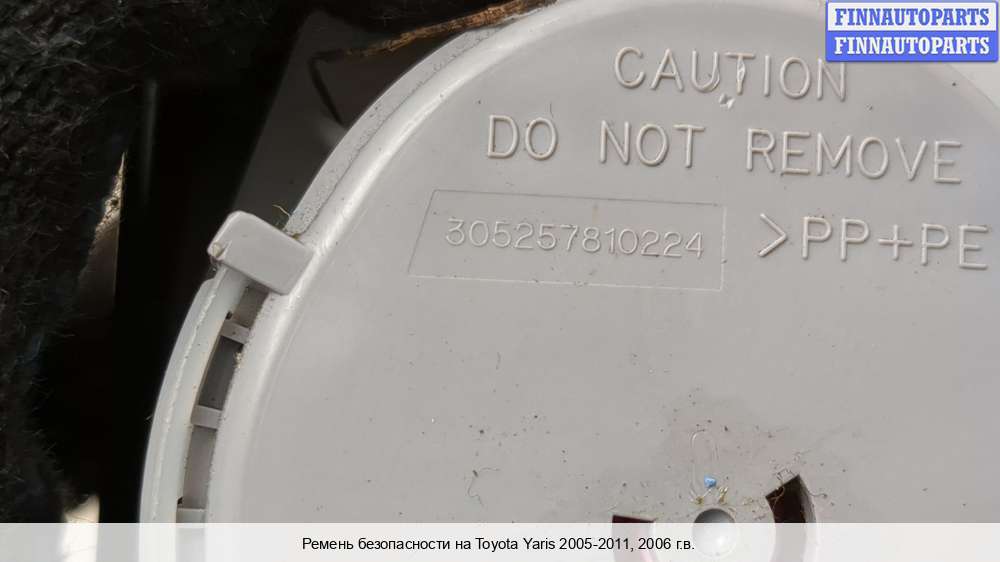 FINNAUTOPARTS
FINNAUTOPARTS
CAUTION
DO NOT REMOVE
305257810224 >PP+PE
Ремень безопасности на Toyota Yaris 2005-2011, 2006 г.в.